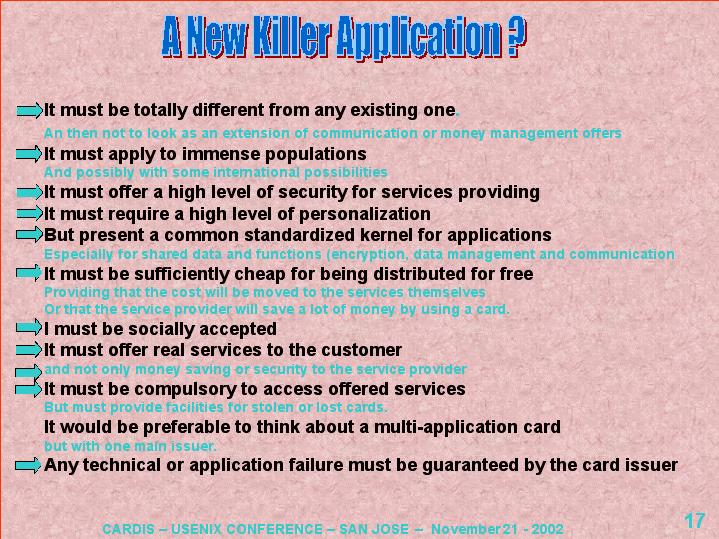 A New Killer Application ?
It must be totally different from any existing one.
An then not to look as an extension of communication or money management offers
It must apply to immense populations
And possibly with some international possibilities
It must offer a high level of security for services providing
It must require a high level of personalization
But present a common standardized kernel for applications
Especially for shared data and functions (encryption, data management and communication
It must be sufficiently cheap for being distributed for free
Providing that the cost will be moved to the services themselves
Or that the service provider will save a lot of money by using a card.
I must be socially accepted
It must offer real services to the customer
and not only money saving or security to the service provider
It must be compulsory to access offered services
But must provide facilities for stolen or lost cards.
It would be preferable to think about a multi-application card
but with one main issuer.
Any technical or application failure must be guaranteed by the card issuer
CARDIS – USENIX CONFERENCE – SAN JOSE – November 21 - 2002
17